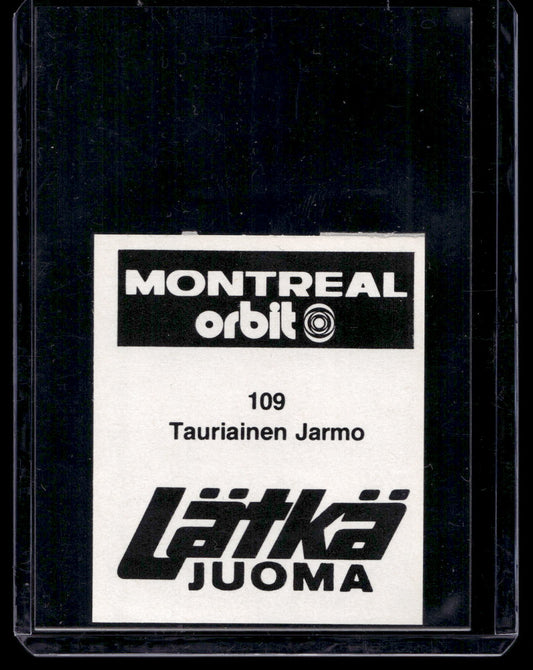 MONTREAL
orbit
109
Tauriainen Jarmo
Lätkä
JUOMA